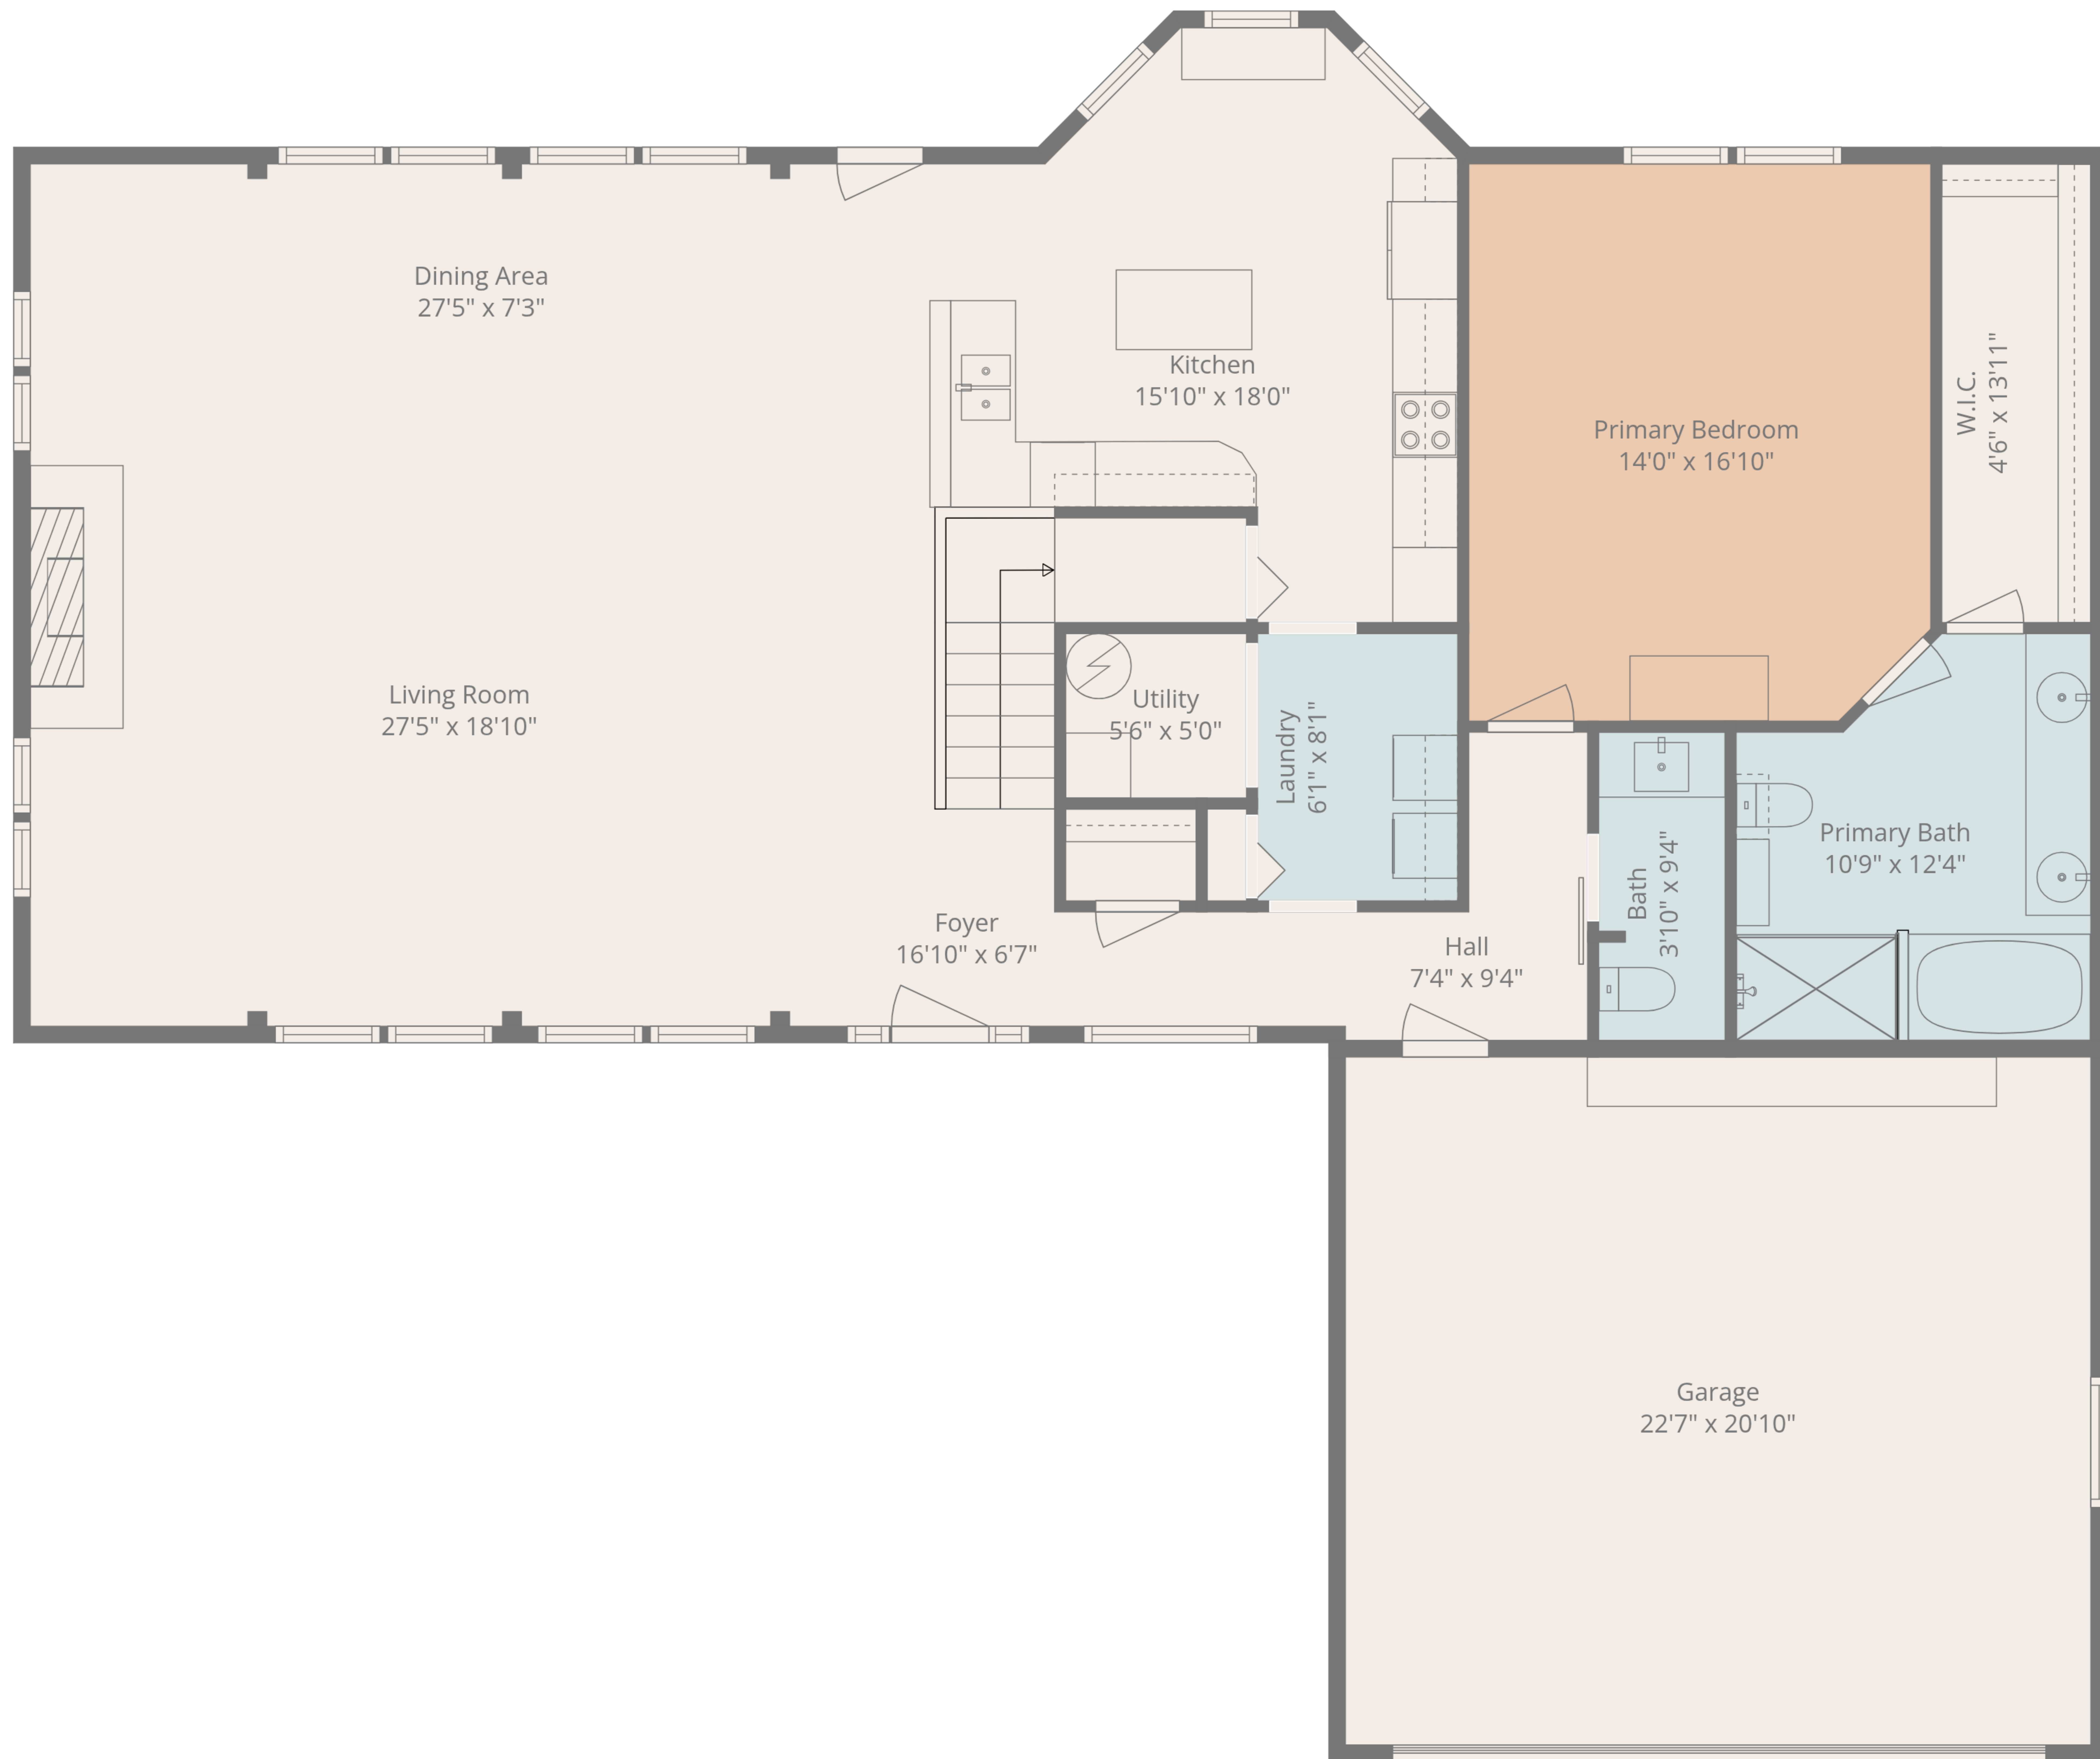 Dining Area
27'5" x 7'3"
Kitchen
15'10" x 18'0"
Primary Bedroom
14'0" x 16'10"
W.I.C.
4'6" x 13'11"
Living Room
27'5" x 18'10"
Utility
5'6" x 5'0"
Laundry
6'1" x 8'1"
Primary Bath
10'9" x 12'4"
Bath
3'10" x 9'4"
Foyer
16'10" x 6'7"
Hall
7'4" x 9'4"
Garage
22'7" x 20'10"